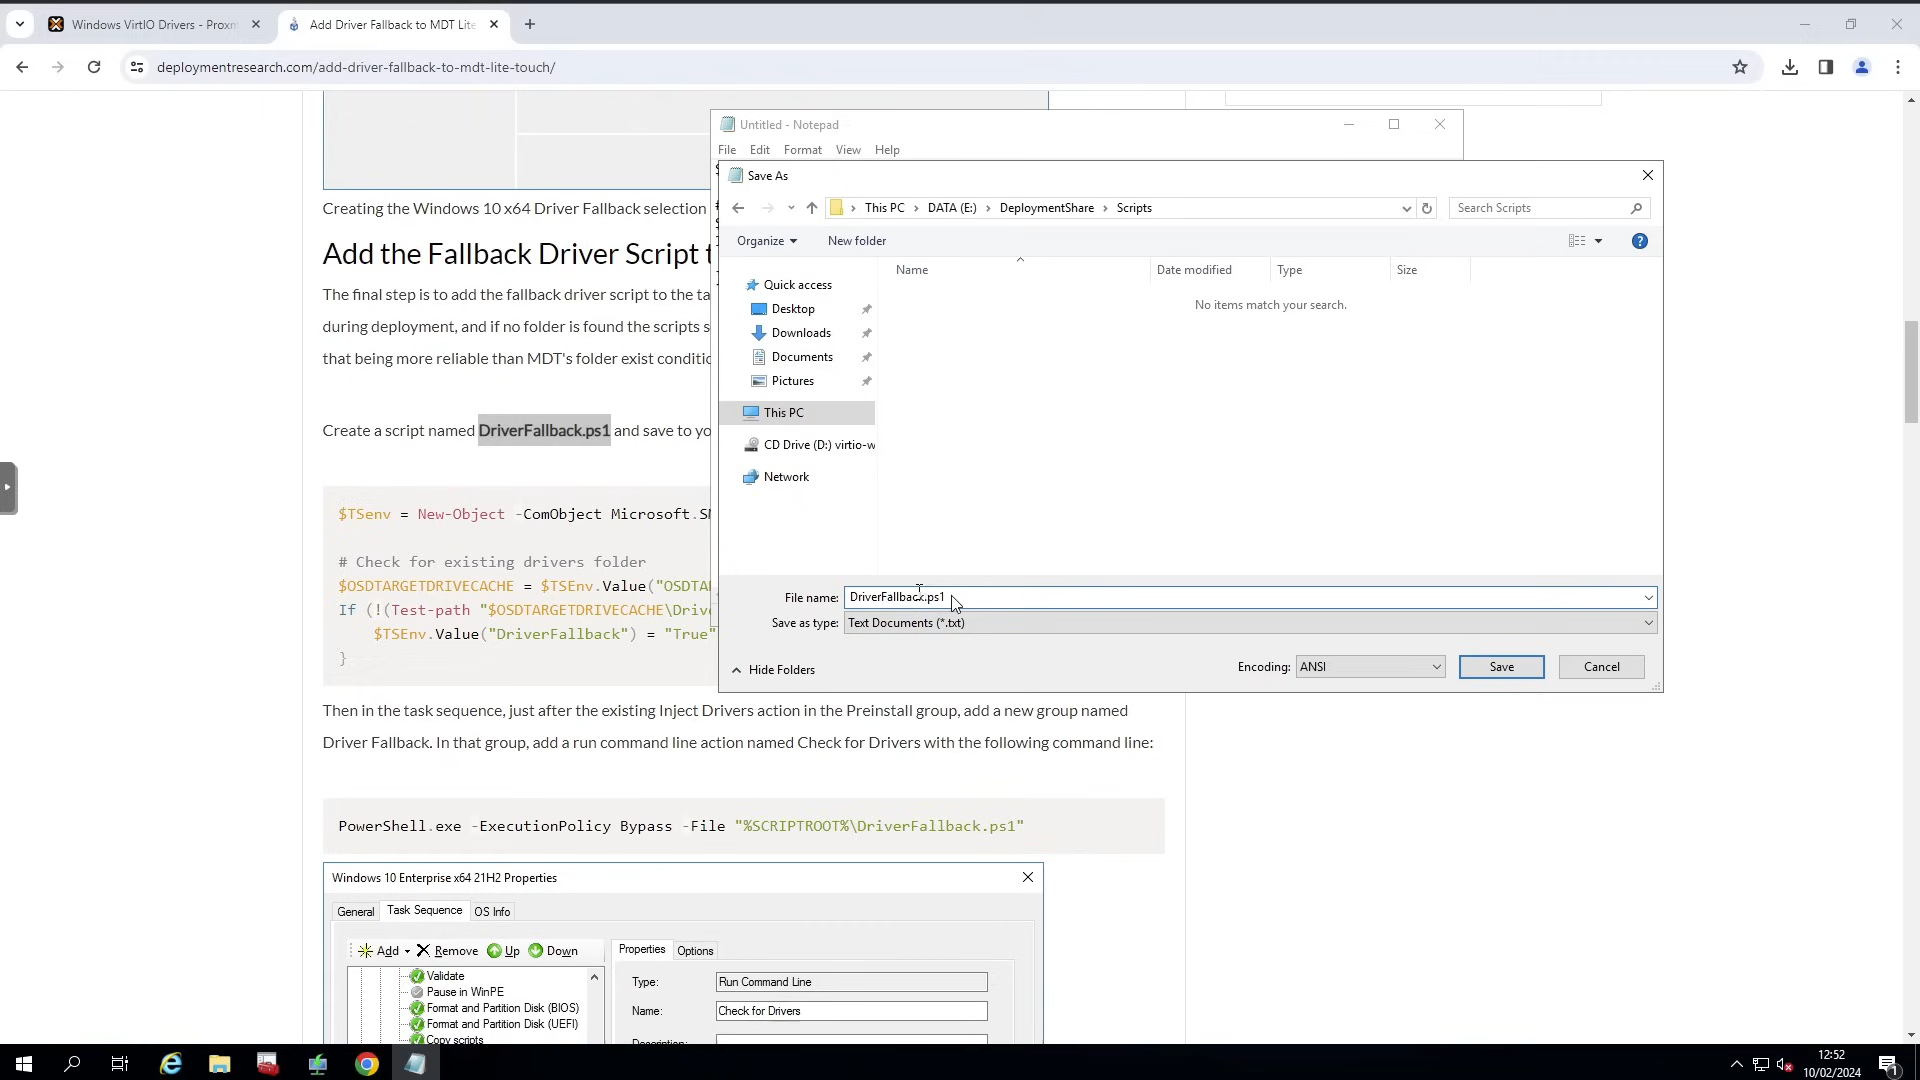 Windows VirtIO Drivers - Proxm
Add Driver Fallback to MDT Lite
deploymentresearch.com/add-driver-fallback-to-mdt-lite-touch/
Untitled - Notepad
File Edit Format View Help
Save As
This PC > DATA (E:) > DeploymentShare > Scripts
Search Scripts
Organize New folder
Name Date modified Type Size
No items match your search.
Quick access
Desktop
Downloads
Documents
Pictures
This PC
CD Drive (D:) virtio-w
Network
File name: DriverFallback.ps1
Save as type: Text Documents (*.txt)
Hide Folders
Encoding: ANSI Save Cancel
Creating the Windows 10 x64 Driver Fallback selection
Add the Fallback Driver Script t
The final step is to add the fallback driver script to the ta
during deployment, and if no folder is found the scripts s
that being more reliable than MDT's folder exist conditio
Create a script named DriverFallback.ps1 and save to yo
$TSenv = New-Object -ComObject Microsoft.SM
# Check for existing drivers folder
$OSDTARGETDRIVECACHE = $TSEnv.Value("OSDTA
If (!(Test-path "$OSDTARGETDRIVECACHE\Drive
$TSEnv.Value("DriverFallback") = "True"
}
Then in the task sequence, just after the existing Inject Drivers action in the Preinstall group, add a new group named
Driver Fallback. In that group, add a run command line action named Check for Drivers with the following command line:
PowerShell.exe -ExecutionPolicy Bypass -File "%SCRIPTROOT%\DriverFallback.ps1"
Windows 10 Enterprise x64 21H2 Properties
General Task Sequence OS Info
Add Remove Up Down
Properties Options
Validate
Pause in WinPE
Format and Partition Disk (BIOS)
Format and Partition Disk (UEFI)
Copy scripts
Type: Run Command Line
Name: Check for Drivers
12:52
10/02/2024
1